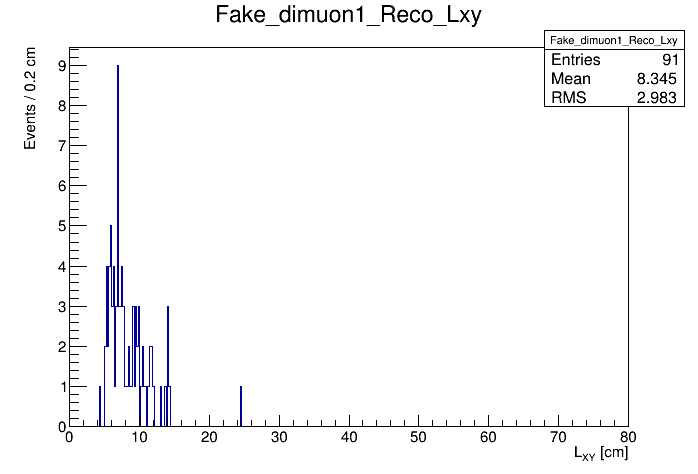 Fake_dimuon1_Reco_Lxy
Fake_dimuon1_Reco_Lxy
Entries 91
Mean 8.345
RMS 2.983
Events / 0.2 cm
9
8
7
6
5
4
3
2
1
0
0 10 20 30 40 50 60 70 80
L_XY [cm]